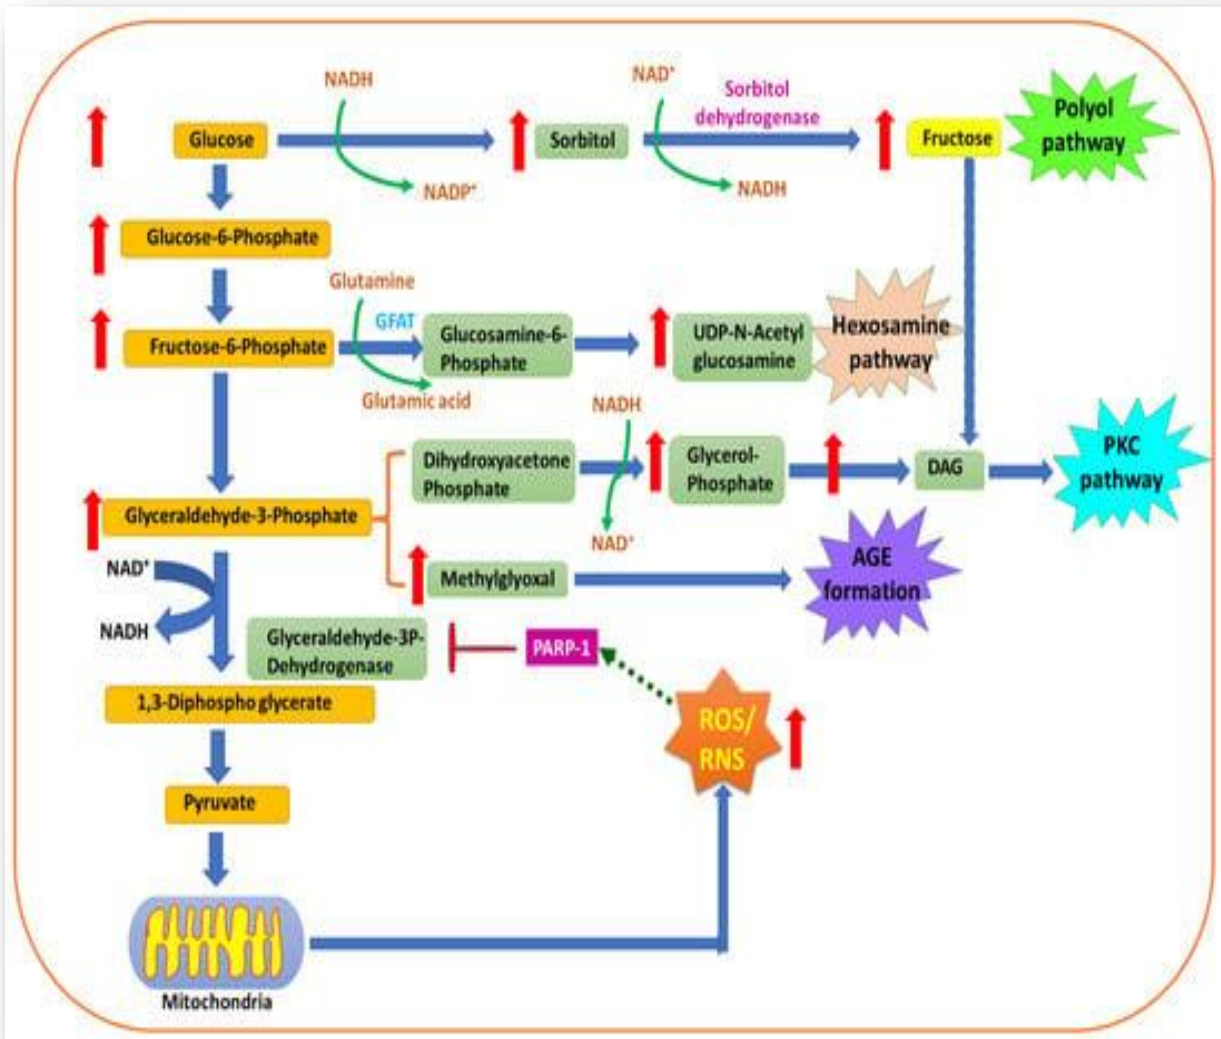 NADH
NAD⁺
Sorbitol
dehydrogenase
Polyol
pathway
Glucose
Sorbitol
Fructose
NADP⁺
NADH
Glucose-6-Phosphate
Glutamine
GFAT
Fructose-6-Phosphate
Glucosamine-6-
Phosphate
UDP-N-Acetyl
glucosamine
Hexosamine
pathway
Glutamic acid
NADH
Dihydroxyacetone
Phosphate
Glycerol-
Phosphate
DAG
PKC
pathway
Glyceraldehyde-3-Phosphate
NAD⁺
AGE
formation
NAD⁺
Methylglyoxal
NADH
Glyceraldehyde-3P-
Dehydrogenase
PARP-1
1,3-Diphospho glycerate
ROS/
RNS
Pyruvate
Mitochondria